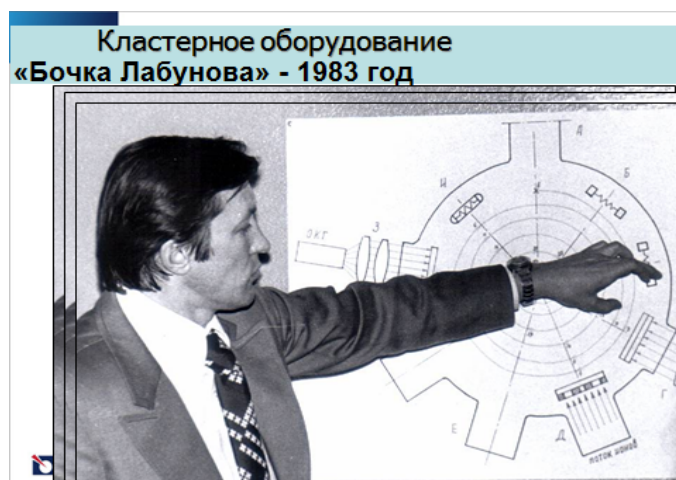 Кластерное оборудование
«Бочка Лабунова» - 1983 год
А
Б
И
З
ОКГ
Г
Е
Д
поток ионов